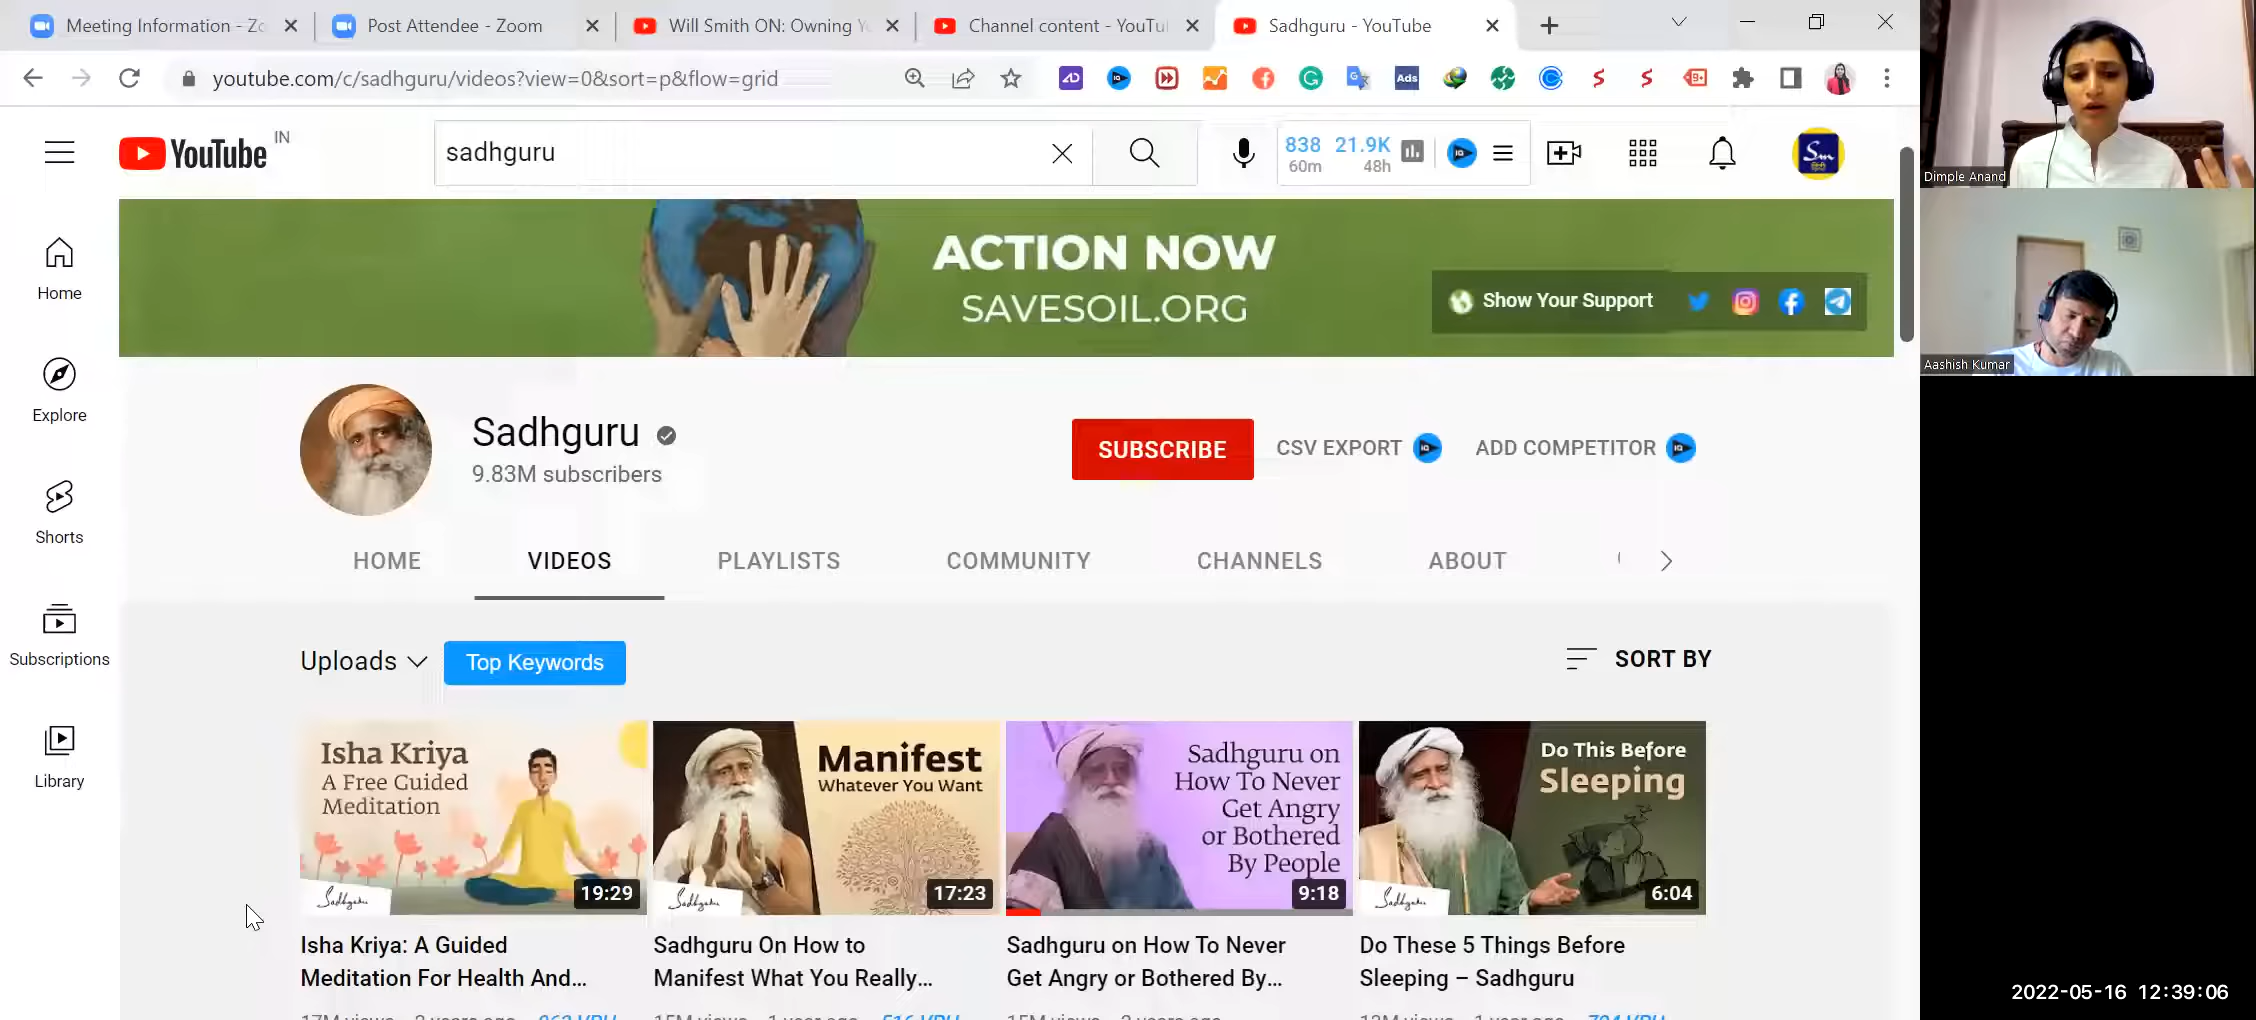 Meeting Information - Zo
Post Attendee - Zoom
Will Smith ON: Owning Y
Channel content - YouTu
Sadhguru - YouTube
youtube.com/c/sadhguru/videos?view=0&sort=p&flow=grid
YouTube IN
sadhguru
838 21.9K
60m 48h
Sm
Dimple Anand
Aashish Kumar
Home
Explore
Shorts
Subscriptions
Library
ACTION NOW
SAVESOIL.ORG
Show Your Support
Sadhguru
9.83M subscribers
SUBSCRIBE
CSV EXPORT
ADD COMPETITOR
HOME VIDEOS PLAYLISTS COMMUNITY CHANNELS ABOUT
Uploads
Top Keywords
SORT BY
Isha Kriya
A Free Guided
Meditation
Sadhguru
19:29
Manifest
Whatever You Want
Sadhguru
17:23
Sadhguru on
How To Never
Get Angry
or Bothered
By People
9:18
Do This Before
Sleeping
Sadhguru
6:04
Isha Kriya: A Guided
Meditation For Health And...
Sadhguru On How to
Manifest What You Really...
Sadhguru on How To Never
Get Angry or Bothered By...
Do These 5 Things Before
Sleeping – Sadhguru
2022-05-16 12:39:06